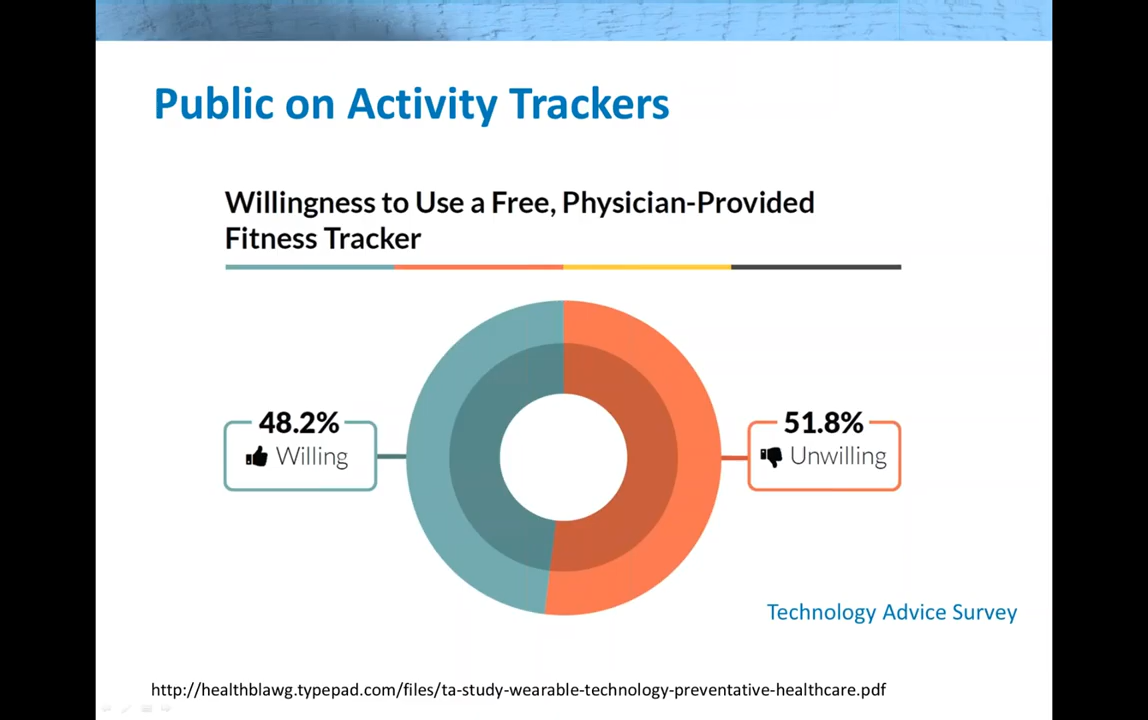 Public on Activity Trackers
Willingness to Use a Free, Physician-Provided
Fitness Tracker
48.2%
Willing
51.8%
Unwilling
Technology Advice Survey
http://healthblawg.typepad.com/files/ta-study-wearable-technology-preventative-healthcare.pdf